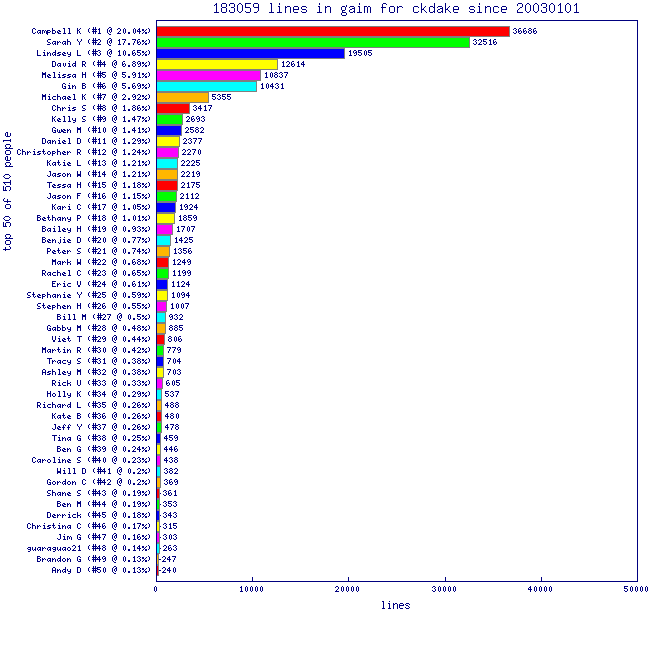 183059 lines in gaim for ckdake since 20030101
top 50 of 510 people
Campbell K (#1 @ 20.04%) 36686
Sarah Y (#2 @ 17.76%) 32516
Lindsey L (#3 @ 10.65%) 19505
David R (#4 @ 6.89%) 12614
Melissa H (#5 @ 5.91%) 10837
Gin B (#6 @ 5.69%) 10431
Michael K (#7 @ 2.92%) 5355
Chris S (#8 @ 1.86%) 3417
Kelly S (#9 @ 1.47%) 2693
Gwen M (#10 @ 1.41%) 2582
Daniel D (#11 @ 1.29%) 2377
Christopher R (#12 @ 1.24%) 2270
Katie L (#13 @ 1.21%) 2225
Jason W (#14 @ 1.21%) 2219
Tessa H (#15 @ 1.18%) 2175
Jason F (#16 @ 1.15%) 2112
Kari C (#17 @ 1.05%) 1924
Bethany P (#18 @ 1.01%) 1859
Bailey H (#19 @ 0.93%) 1707
Benjie D (#20 @ 0.77%) 1425
Peter S (#21 @ 0.74%) 1356
Mark W (#22 @ 0.68%) 1249
Rachel C (#23 @ 0.65%) 1199
Eric V (#24 @ 0.61%) 1124
Stephanie Y (#25 @ 0.59%) 1094
Stephen H (#26 @ 0.55%) 1007
Bill M (#27 @ 0.5%) 932
Gabby M (#28 @ 0.48%) 885
Viet T (#29 @ 0.44%) 806
Martin R (#30 @ 0.42%) 779
Tracy S (#31 @ 0.38%) 704
Ashley M (#32 @ 0.38%) 703
Rick U (#33 @ 0.33%) 605
Holly K (#34 @ 0.29%) 537
Richard L (#35 @ 0.26%) 488
Kate B (#36 @ 0.26%) 480
Jeff Y (#37 @ 0.26%) 478
Tina G (#38 @ 0.25%) 459
Ben G (#39 @ 0.24%) 446
Caroline S (#40 @ 0.23%) 438
Will D (#41 @ 0.2%) 382
Gordon C (#42 @ 0.2%) 369
Shane S (#43 @ 0.19%) 361
Ben M (#44 @ 0.19%) 353
Derrick (#45 @ 0.18%) 343
Christina C (#46 @ 0.17%) 315
Jim G (#47 @ 0.16%) 303
guaraguao21 (#48 @ 0.14%) 263
Brandon G (#49 @ 0.13%) 247
Andy D (#50 @ 0.13%) 240
0 10000 20000 30000 40000 50000
lines